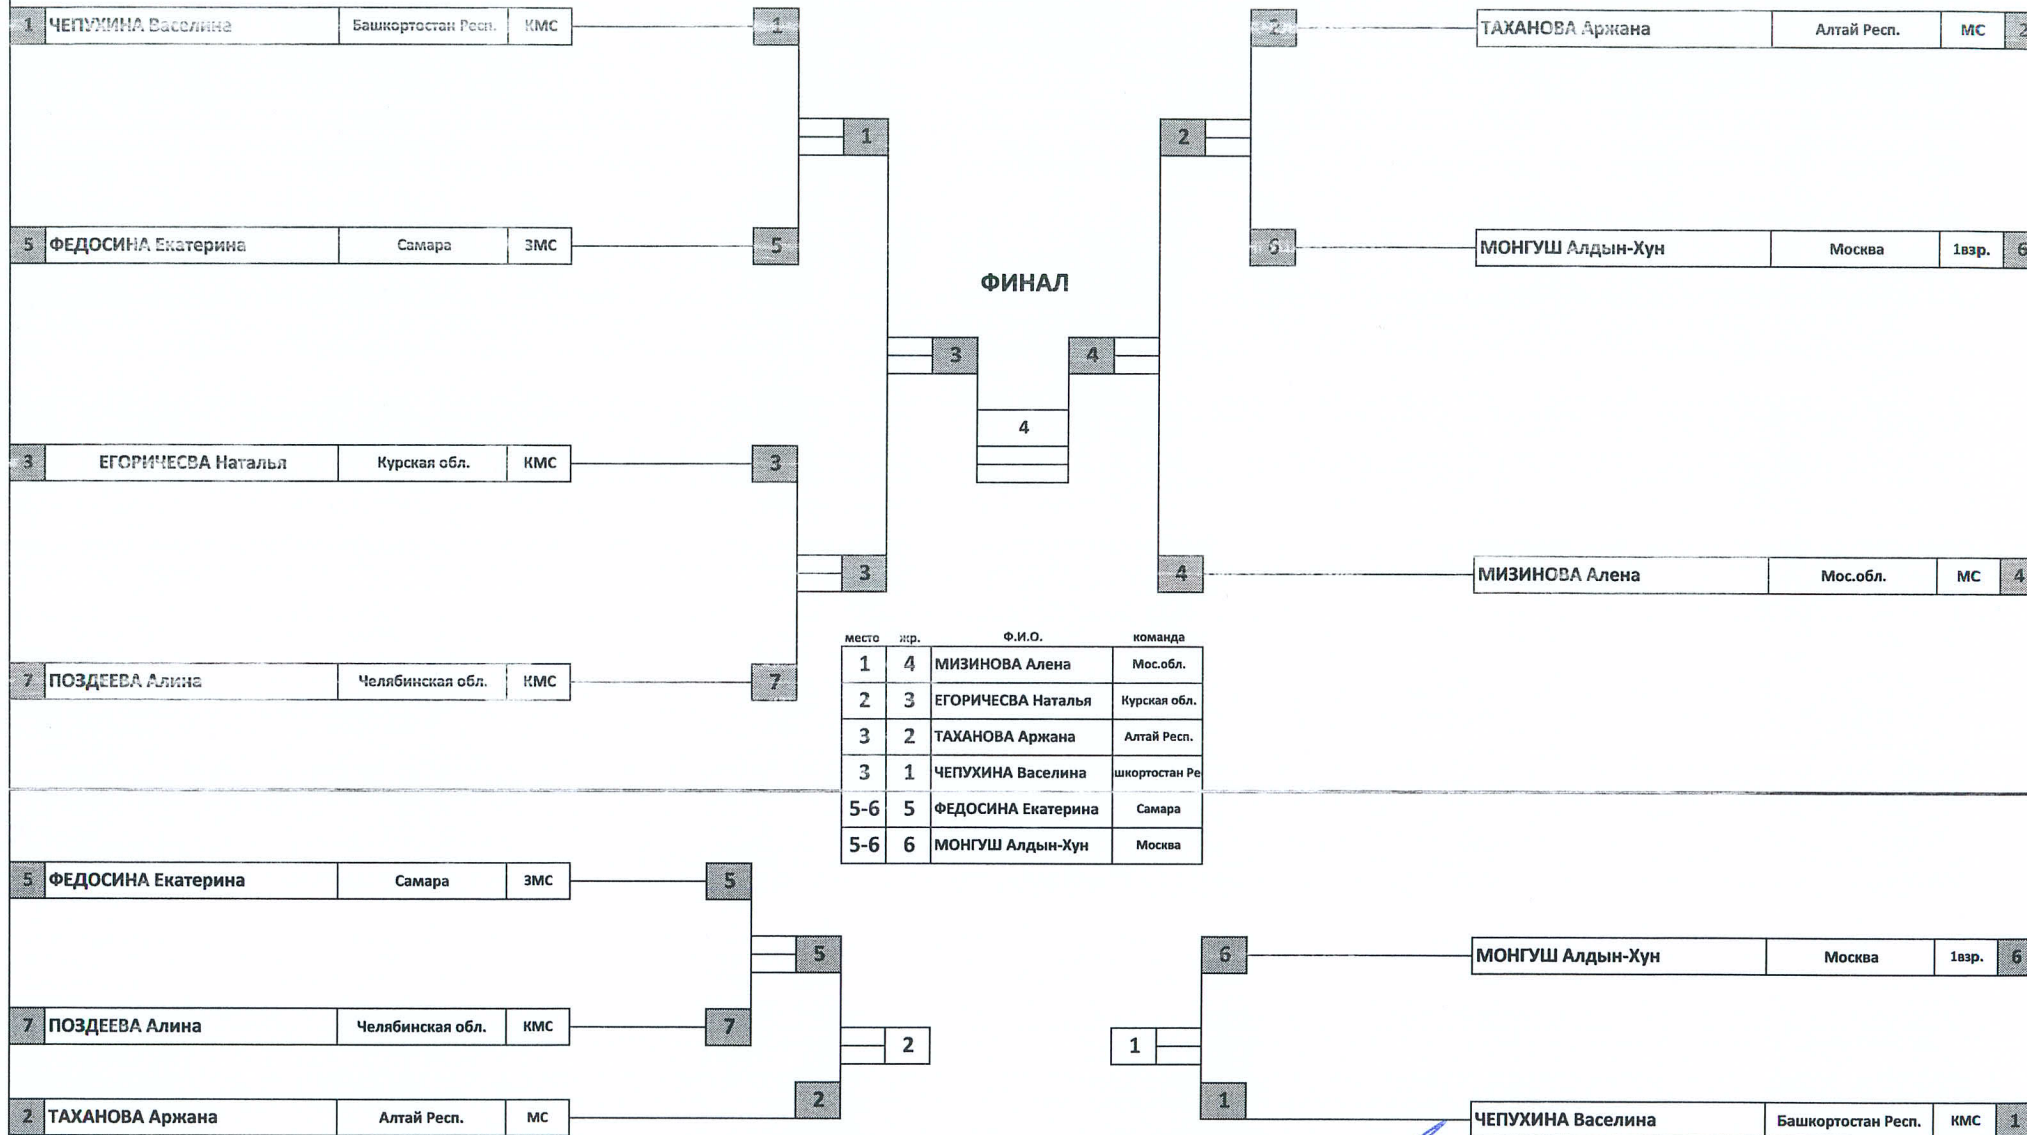 1 ЧЕПУХИНА Васелина Башкортостан Респ. КМС 1 2 ТАХАНОВА Аржана Алтай Респ. МС 2
1 2
5 ФЕДОСИНА Екатерина Самара ЗМС 5 6 МОНГУШ Алдын-Хун Москва 1взр. 6
ФИНАЛ
3 4
4
3 ЕГОРИЧЕСВА Наталья Курская обл. КМС 3
3 4 МИЗИНОВА Алена Мос.обл. МС 4
место жр. Ф.И.О. команда
1 4 МИЗИНОВА Алена Мос.обл.
7 ПОЗДЕЕВА Алина Челябинская обл. КМС 7
2 3 ЕГОРИЧЕСВА Наталья Курская обл.
3 2 ТАХАНОВА Аржана Алтай Респ.
3 1 ЧЕПУХИНА Васелина шкортостан Ре
5-6 5 ФЕДОСИНА Екатерина Самара
5-6 6 МОНГУШ Алдын-Хун Москва
5 ФЕДОСИНА Екатерина Самара ЗМС 5
5 6 МОНГУШ Алдын-Хун Москва 1взр. 6
7 ПОЗДЕЕВА Алина Челябинская обл. КМС 7
2 1
2 ТАХАНОВА Аржана Алтай Респ. МС 2 1 ЧЕПУХИНА Васелина Башкортостан Респ. КМС 1